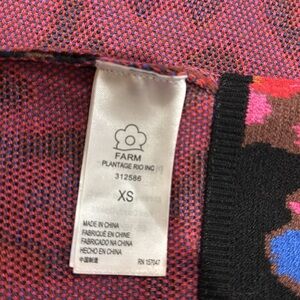 FARM
PLANTAGE RIO INC
312586
XS
MADE IN CHINA
FABRIQUÉ EN CHINE
FABRICADO NA CHINA
HECHO EN CHINA
中国制造
RN 157047